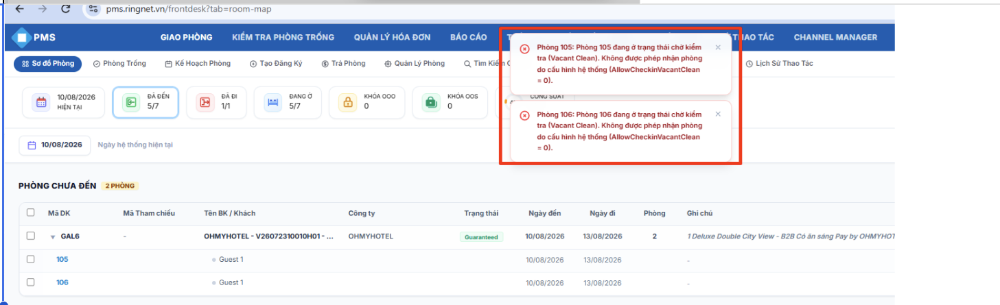 pms.ringnet.vn/frontdesk?tab=room-map
PMS GIAO PHÒNG KIỂM TRA PHÒNG TRỐNG QUẢN LÝ HÓA ĐƠN BÁO CÁO THAO TÁC CHANNEL MANAGER
Sơ đồ Phòng Phòng Trống Kế Hoạch Phòng Tạo Đăng Ký Trả Phòng Quản Lý Phòng Tìm Kiếm Lịch Sử Thao Tác
Phòng 105: Phòng 105 đang ở trạng thái chờ kiểm
tra (Vacant Clean). Không được phép nhận phòng
do cấu hình hệ thống (AllowCheckinVacantClean
= 0).
10/08/2026
HIỆN TẠI
ĐÃ ĐẾN
5/7
ĐÃ ĐI
1/1
ĐANG Ở
5/7
KHÓA OOO
0
KHÓA OOS
0
CÔNG SUẤT
Phòng 106: Phòng 106 đang ở trạng thái chờ kiểm
tra (Vacant Clean). Không được phép nhận phòng
do cấu hình hệ thống (AllowCheckinVacantClean
= 0).
10/08/2026 Ngày hệ thống hiện tại
PHÒNG CHƯA ĐẾN 2 PHÒNG
Mã DK Mã Tham chiếu Tên BK / Khách Công ty Trạng thái Ngày đến Ngày đi Phòng Ghi chú
GAL6 - OHMYHOTEL - V26072310010H01 - ... OHMYHOTEL Guaranteed 10/08/2026 13/08/2026 2 1 Deluxe Double City View - B2B Có ăn sáng Pay by OHMYHOT
105 Guest 1 10/08/2026 13/08/2026 -
106 Guest 1 10/08/2026 13/08/2026 -